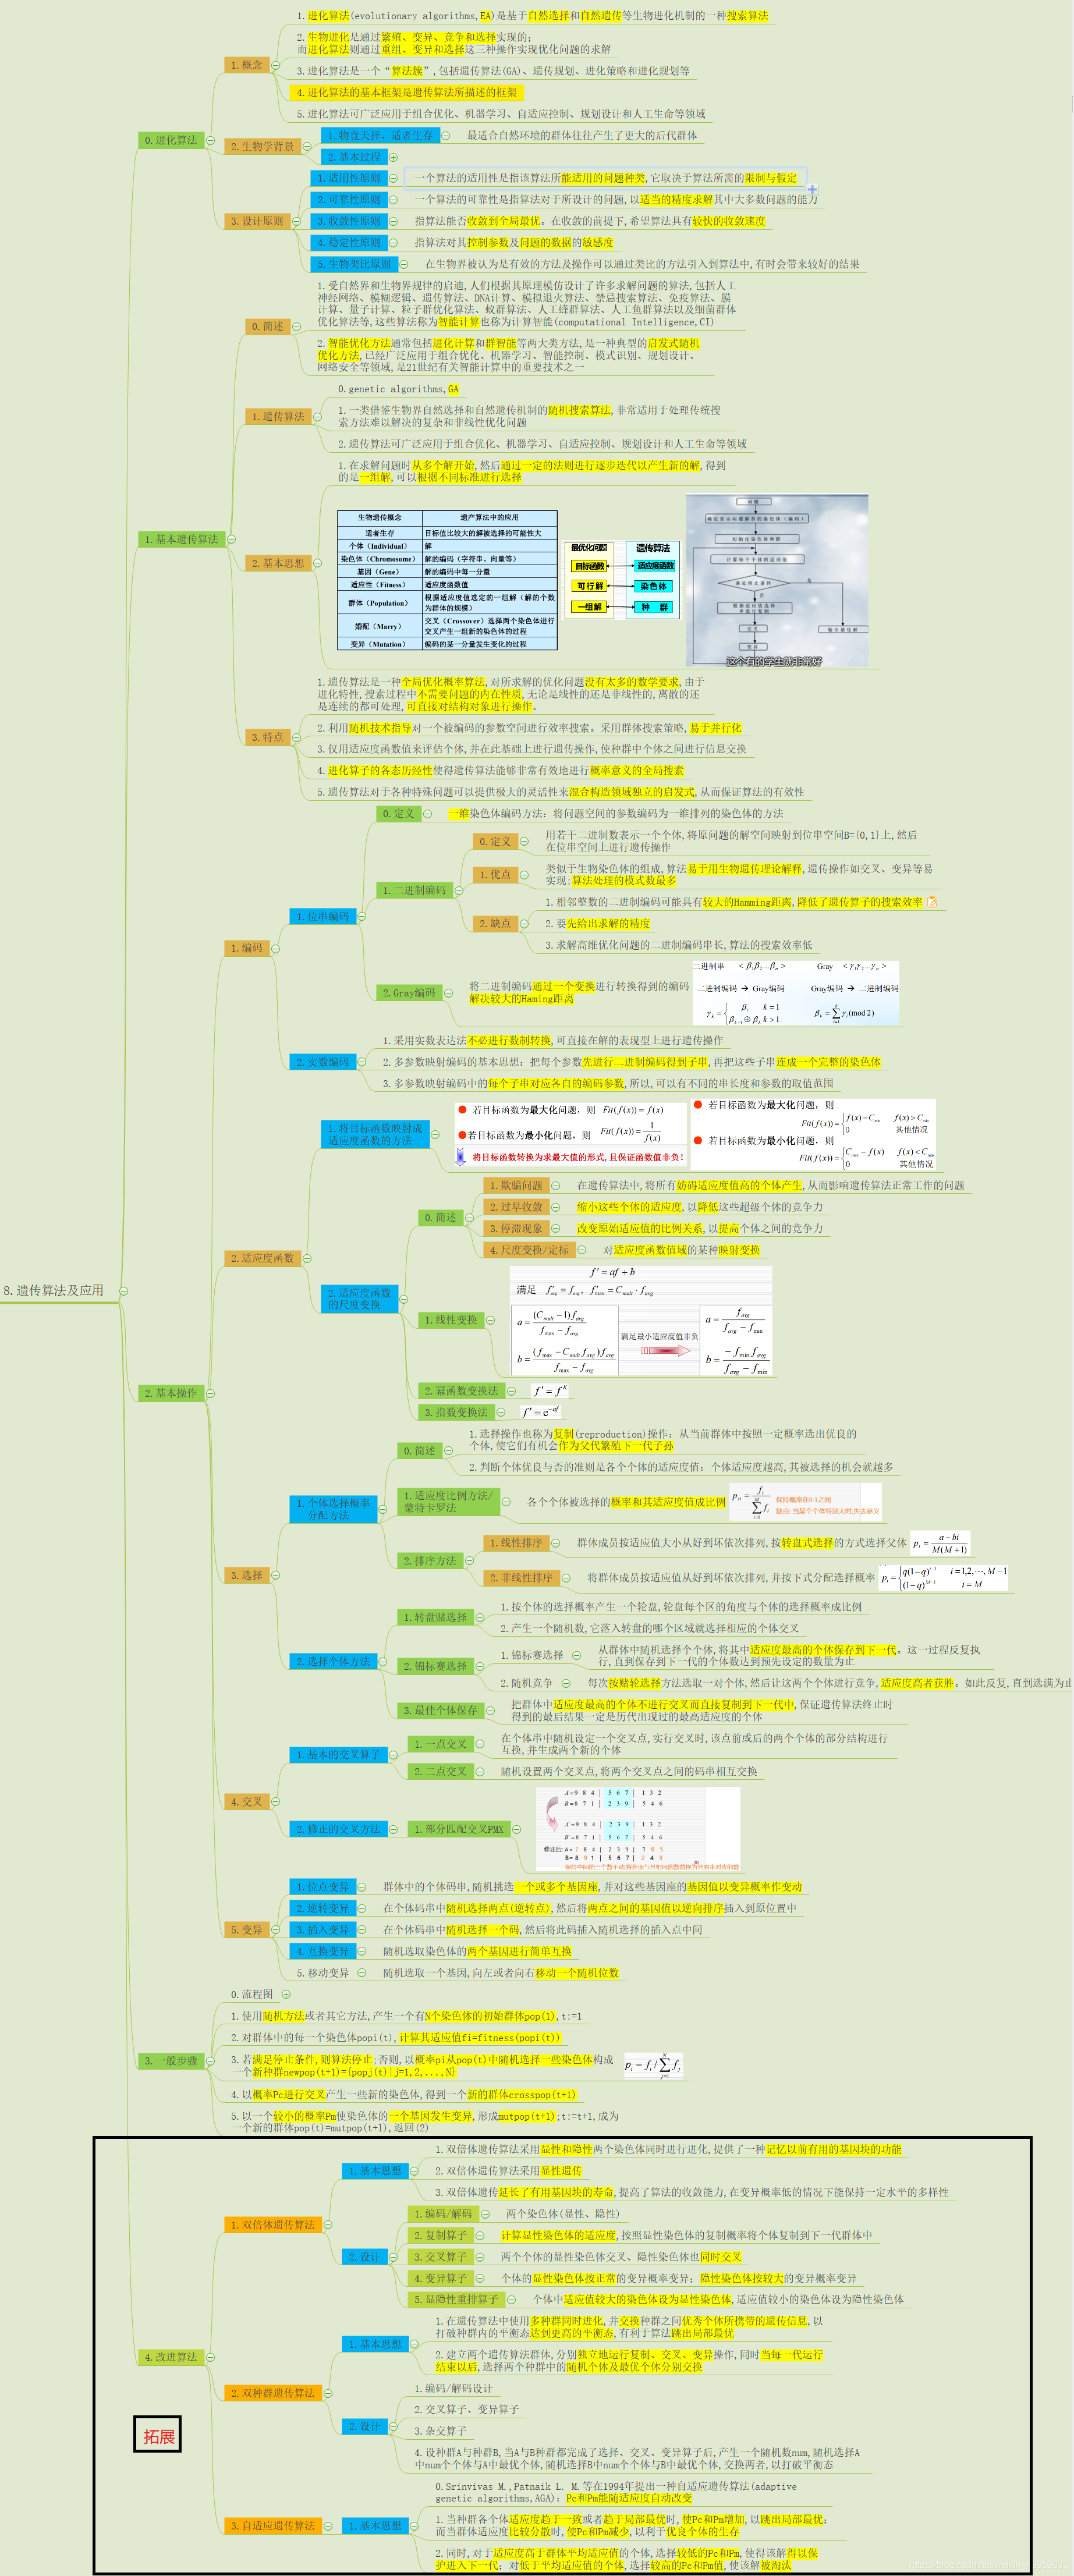 8.遗传算法及应用
0.进化算法
1.概念
1.进化算法(evolutionary algorithms,EA)是基于自然选择和自然遗传等生物进化机制的一种搜索算法
2.生物进化是通过繁殖、变异、竞争和选择实现的;
而进化算法则通过重组、变异和选择这三种操作实现优化问题的求解
3.进化算法是一个“算法簇”,包括遗传算法(GA)、遗传规划、进化策略和进化规划等
4.进化算法的基本框架是遗传算法所描述的框架
5.进化算法可广泛应用于组合优化、机器学习、自适应控制、规划设计和人工生命等领域
2.生物学背景
1.物竞天择、适者生存
最适合自然环境的群体往往产生了更大的后代群体
2.基本过程
3.设计原则
1.适用性原则
一个算法的适用性是指该算法所能适用的问题种类,它取决于算法所需的限制与假定
2.可靠性原则
一个算法的可靠性是指算法对于所设计的问题,以适当的精度求解其中大多数问题的能力
3.收敛性原则
指算法能否收敛到全局最优。在收敛的前提下,希望算法具有较快的收敛速度
4.稳定性原则
指算法对其控制参数及问题的数据的敏感度
5.生物类比原则
在生物界被认为是有效的方法及操作可以通过类比的方法引入到算法中,有时会带来较好的结果
1.基本遗传算法
0.简述
1.受自然界和生物界规律的启迪,人们根据其原理模仿设计了许多求解问题的算法,包括人工
神经网络、模糊逻辑、遗传算法、DNA计算、模拟退火算法、禁忌搜索算法、免疫算法、膜
计算、量子计算、粒子群优化算法、蚁群算法、人工蜂群算法、人工鱼群算法以及细菌群体
优化算法等,这些算法称为智能计算也称为计算智能(computational Intelligence,CI)
2.智能优化方法通常包括进化计算和群智能等两大类方法,是一种典型的启发式随机
优化方法,已经广泛应用于组合优化、机器学习、智能控制、模式识别、规划设计、
网络安全等领域,是21世纪有关智能计算中的重要技术之一
1.遗传算法
0.genetic algorithms,GA
1.一类借鉴生物界自然选择和自然遗传机制的随机搜索算法,非常适用于处理传统搜
索方法难以解决的复杂和非线性优化问题
2.遗传算法可广泛应用于组合优化、机器学习、自适应控制、规划设计和人工生命等领域
2.基本思想
1.在求解问题时从多个解开始,然后通过一定的法则进行逐步迭代以产生新的解,得到
的是一组解,可以根据不同标准进行选择
生物遗传概念 遗产算法中的应用
适者生存 目标值比较大的解被选择的可能性大
个体（Individual） 解
染色体（Chromosome） 解的编码（字符串、向量等）
基因（Gene） 解的编码中每一分量
适应性（Fitness） 适应度函数值
群体（Population） 根据适应度值选定的一组解（解的个数
为群体的规模）
婚配（Marry） 交叉（Crossover）选择两个染色体进行
交叉产生一组新的染色体的过程
变异（Mutation） 编码的某一分量发生变化的过程
最优化问题 遗传算法
目标函数 适应度函数
可行解 染色体
一组解 种 群
计算每个个体的适应值
满足终止条件
是
否
交叉
变异
输出最优解
这个有的学生就非常好
3.特点
1.遗传算法是一种全局优化概率算法,对所求解的优化问题没有太多的数学要求,由于
进化特性,搜素过程中不需要问题的内在性质,无论是线性的还是非线性的,离散的还
是连续的都可处理,可直接对结构对象进行操作。
2.利用随机技术指导对一个被编码的参数空间进行效率搜索。采用群体搜索策略,易于并行化
3.仅用适应度函数值来评估个体,并在此基础上进行遗传操作,使种群中个体之间进行信息交换
4.进化算子的各态历经性使得遗传算法能够非常有效地进行概率意义的全局搜素
5.遗传算法对于各种特殊问题可以提供极大的灵活性来混合构造领域独立的启发式,从而保证算法的有效性
2.基本操作
1.编码
1.位串编码
0.定义
一维染色体编码方法: 将问题空间的参数编码为一维排列的染色体的方法
1.二进制编码
0.定义
用若干二进制数表示一个个体,将原问题的解空间映射到位串空间B={0,1}上,然后
在位串空间上进行遗传操作
1.优点
类似于生物染色体的组成,算法易于用生物遗传理论解释,遗传操作如交叉、变异等易
实现;算法处理的模式数最多
2.缺点
1.相邻整数的二进制编码可能具有较大的Hamming距离,降低了遗传算子的搜索效率
2.要先给出求解的精度
3.求解高维优化问题的二进制编码串长,算法的搜索效率低
2.Gray编码
将二进制编码通过一个变换进行转换得到的编码
解决较大的Haming距离
二进制串 < β₁β₂...βₙ > Gray < γ₁γ₂...γₙ >
二进制编码 → Gray编码 Gray编码 → 二进制编码
γₖ = { β₁ k = 1
βₖ₋₁ ⊕ βₖ k > 1
βₖ = Σ γᵢ (mod 2)
2.实数编码
1.采用实数表达法不必进行数制转换,可直接在解的表现型上进行遗传操作
2.多参数映射编码的基本思想: 把每个参数先进行二进制编码得到子串,再把这些子串连成一个完整的染色体
3.多参数映射编码中的每个子串对应各自的编码参数,所以,可以有不同的串长度和参数的取值范围
2.适应度函数
1.将目标函数映射成
适应度函数的方法
若目标函数为最大化问题，则 Fit(f(x)) = f(x)
若目标函数为最小化问题，则 Fit(f(x)) = 1/f(x)
将目标函数转换为求最大值的形式,且保证函数值非负!
若目标函数为最大化问题，则
Fit(f(x)) = { f(x) − Cmin f(x) > Cmin
0 其他情况
若目标函数为最小化问题，则
Fit(f(x)) = { Cmax − f(x) f(x) < Cmax
0 其他情况
2.适应度函数
的尺度变换
0.简述
1.欺骗问题
在遗传算法中,将所有妨碍适应度值高的个体产生,从而影响遗传算法正常工作的问题
2.过早收敛
缩小这些个体的适应度,以降低这些超级个体的竞争力
3.停滞现象
改变原始适应值的比例关系,以提高个体之间的竞争力
4.尺度变换/定标
对适应度函数值域的某种映射变换
1.线性变换
f′ = af + b
满足 f′avg = favg, f′max = Cmult · favg
a = (Cmult − 1)favg / (fmax − favg)
b = (fmax − Cmult favg)favg / (fmax − favg)
满足最小适应度值非负
a = favg / (favg − fmin)
b = −fmin favg / (favg − fmin)
2.幂函数变换法
f′ = f^K
3.指数变换法
f′ = e^−af
3.选择
1.个体选择概率
分配方法
0.简述
1.选择操作也称为复制(reproduction)操作: 从当前群体中按照一定概率选出优良的
个体,使它们有机会作为父代繁殖下一代子孙
2.判断个体优良与否的准则是各个个体的适应度值: 个体适应度越高,其被选择的机会就越多
1.适应度比例方法/
蒙特卡罗法
各个个体被选择的概率和其适应度值成比例
pₛᵢ = fᵢ / Σ fᵢ
保持概率在0-1之间
缺点:当某个个体特别大时,失去意义
2.排序方法
1.线性排序
群体成员按适应值大小从好到坏依次排列,按转盘式选择的方式选择父体
pᵢ = (a − bi) / M(M + 1)
2.非线性排序
将群体成员按适应值从好到坏依次排列,并按下式分配选择概率
pᵢ = { q(1−q)^i−1 i = 1,2,⋯,M−1
(1−q)^M−1 i = M
2.选择个体方法
1.转盘赌选择
1.按个体的选择概率产生一个轮盘,轮盘每个区的角度与个体的选择概率成比例
2.产生一个随机数,它落入转盘的哪个区域就选择相应的个体交叉
2.锦标赛选择
1.锦标赛选择
从群体中随机选择个个体,将其中适应度最高的个体保存到下一代。这一过程反复执
行,直到保存到下一代的个体数达到预先设定的数量为止
2.随机竞争
每次按赌轮选择方法选取一对个体,然后让这两个个体进行竞争,适应度高者获胜。如此反复,直到选满为止
3.最佳个体保存
把群体中适应度最高的个体不进行交叉而直接复制到下一代中,保证遗传算法终止时
得到的最后结果一定是历代出现过的最高适应度的个体
4.交叉
1.基本的交叉算子
1.一点交叉
在个体串中随机设定一个交叉点,实行交叉时,该点前或后的两个个体的部分结构进行
互换,并生成两个新的个体
2.二点交叉
随机设置两个交叉点,将两个交叉点之间的码串相互交换
2.修正的交叉方法
1.部分匹配交叉PMX
A = 9 8 4 | 5 6 7 | 1 3 2
B = 8 7 1 | 2 3 9 | 5 4 6
A′ = 9 8 4 | 2 3 9 | 1 3 2
B′ = 8 7 1 | 5 6 7 | 5 4 6
修正后:A = 7 8 4 | 2 3 9 | 1 6 5
B = 8 9 1 | 5 6 7 | 2 4 3
5.变异
1.位点变异
群体中的个体码串,随机挑选一个或多个基因座,并对这些基因座的基因值以变异概率作变动
2.逆转变异
在个体码串中随机选择两点(逆转点),然后将两点之间的基因值以逆向排序插入到原位置中
3.插入变异
在个体码串中随机选择一个码,然后将此码插入随机选择的插入点中间
4.互换变异
随机选取染色体的两个基因进行简单互换
5.移动变异
随机选取一个基因,向左或者向右移动一个随机位数
3.一般步骤
0.流程图
1.使用随机方法或者其它方法,产生一个有N个染色体的初始群体pop(1),t:=1
2.对群体中的每一个染色体popi(t),计算其适应值fi=fitness(popi(t))
3.若满足停止条件,则算法停止;否则,以概率pi从pop(t)中随机选择一些染色体构成
一个新种群newpop(t+1)={popj(t)|j=1,2,...,N}
pᵢ = fᵢ / Σ fⱼ
4.以概率Pc进行交叉产生一些新的染色体,得到一个新的群体crosspop(t+1)
5.以一个较小的概率Pm使染色体的一个基因发生变异,形成mutpop(t+1);t:=t+1,成为
一个新的群体pop(t)=mutpop(t+1),返回(2)
4.改进算法
拓展
1.双倍体遗传算法
1.基本思想
1.双倍体遗传算法采用显性和隐性两个染色体同时进行进化,提供了一种记忆以前有用的基因块的功能
2.双倍体遗传算法采用显性遗传
3.双倍体遗传延长了有用基因块的寿命,提高了算法的收敛能力,在变异概率低的情况下能保持一定水平的多样性
2.设计
1.编码/解码
两个染色体(显性、隐性)
2.复制算子
计算显性染色体的适应度,按照显性染色体的复制概率将个体复制到下一代群体中
3.交叉算子
两个个体的显性染色体交叉、隐性染色体也同时交叉
4.变异算子
个体的显性染色体按正常的变异概率变异; 隐性染色体按较大的变异概率变异
5.显隐性重排算子
个体中适应值较大的染色体设为显性染色体,适应值较小的染色体设为隐性染色体
2.双种群遗传算法
1.基本思想
1.在遗传算法中使用多种群同时进化,并交换种群之间优秀个体所携带的遗传信息,以
打破种群内的平衡态达到更高的平衡态,有利于算法跳出局部最优
2.建立两个遗传算法群体,分别独立地运行复制、交叉、变异操作,同时当每一代运行
结束以后,选择两个种群中的随机个体及最优个体分别交换
2.设计
1.编码/解码设计
2.交叉算子、变异算子
3.杂交算子
4.设种群A与种群B,当A与B种群都完成了选择、交叉、变异算子后,产生一个随机数num,随机选择A
中num个个体与A中最优个体,随机选择B中num个个体与B中最优个体,交换两者,以打破平衡态
3.自适应遗传算法
1.基本思想
0.Srinvivas M.,Patnaik L. M.等在1994年提出一种自适应遗传算法(adaptive
genetic algorithms,AGA): Pc和Pm能随适应度自动改变
1.当种群各个体适应度趋于一致或者趋于局部最优时,使Pc和Pm增加,以跳出局部最优;
而当群体适应度比较分散时,使Pc和Pm减少,以利于优良个体的生存
2.同时,对于适应度高于群体平均适应值的个体,选择较低的Pc和Pm,使得该解得以保
护进入下一代; 对低于平均适应值的个体,选择较高的Pc和Pm值,使该解被淘汰